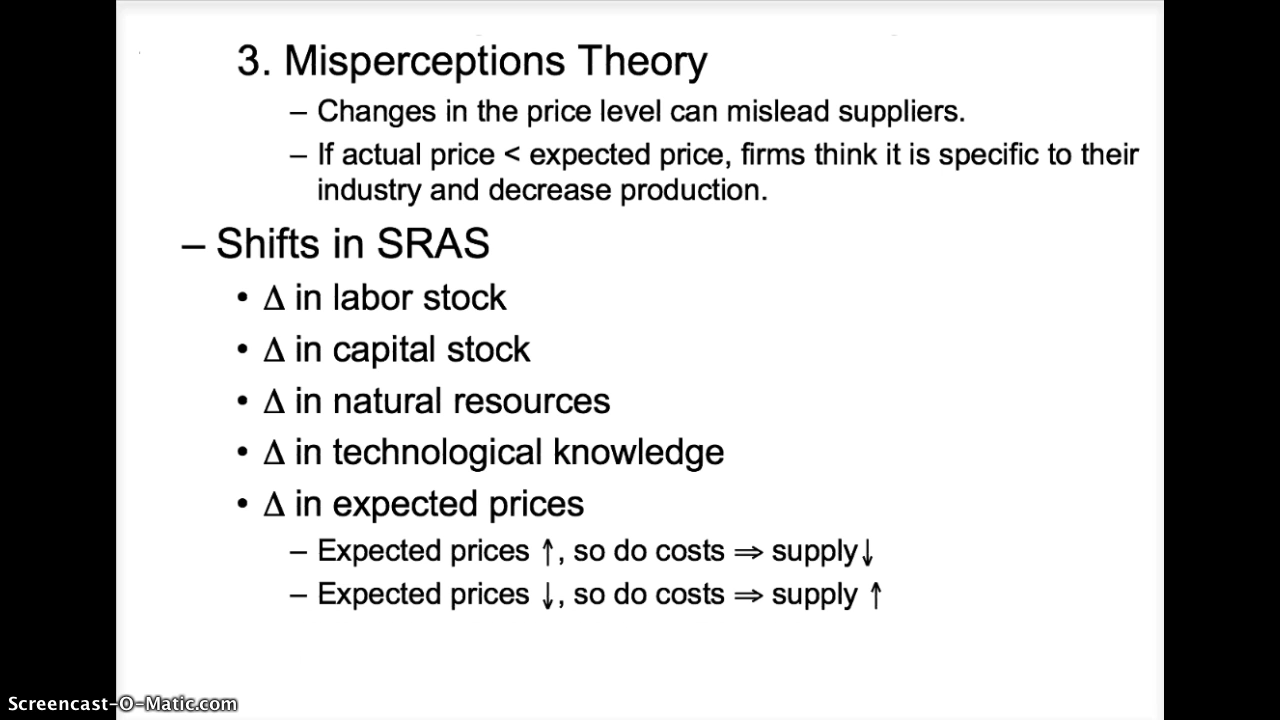 3. Misperceptions Theory
– Changes in the price level can mislead suppliers.
– If actual price < expected price, firms think it is specific to their
industry and decrease production.
– Shifts in SRAS
• Δ in labor stock
• Δ in capital stock
• Δ in natural resources
• Δ in technological knowledge
• Δ in expected prices
– Expected prices ↑, so do costs ⇒ supply↓
– Expected prices ↓, so do costs ⇒ supply ↑
Screencast-O-Matic.com